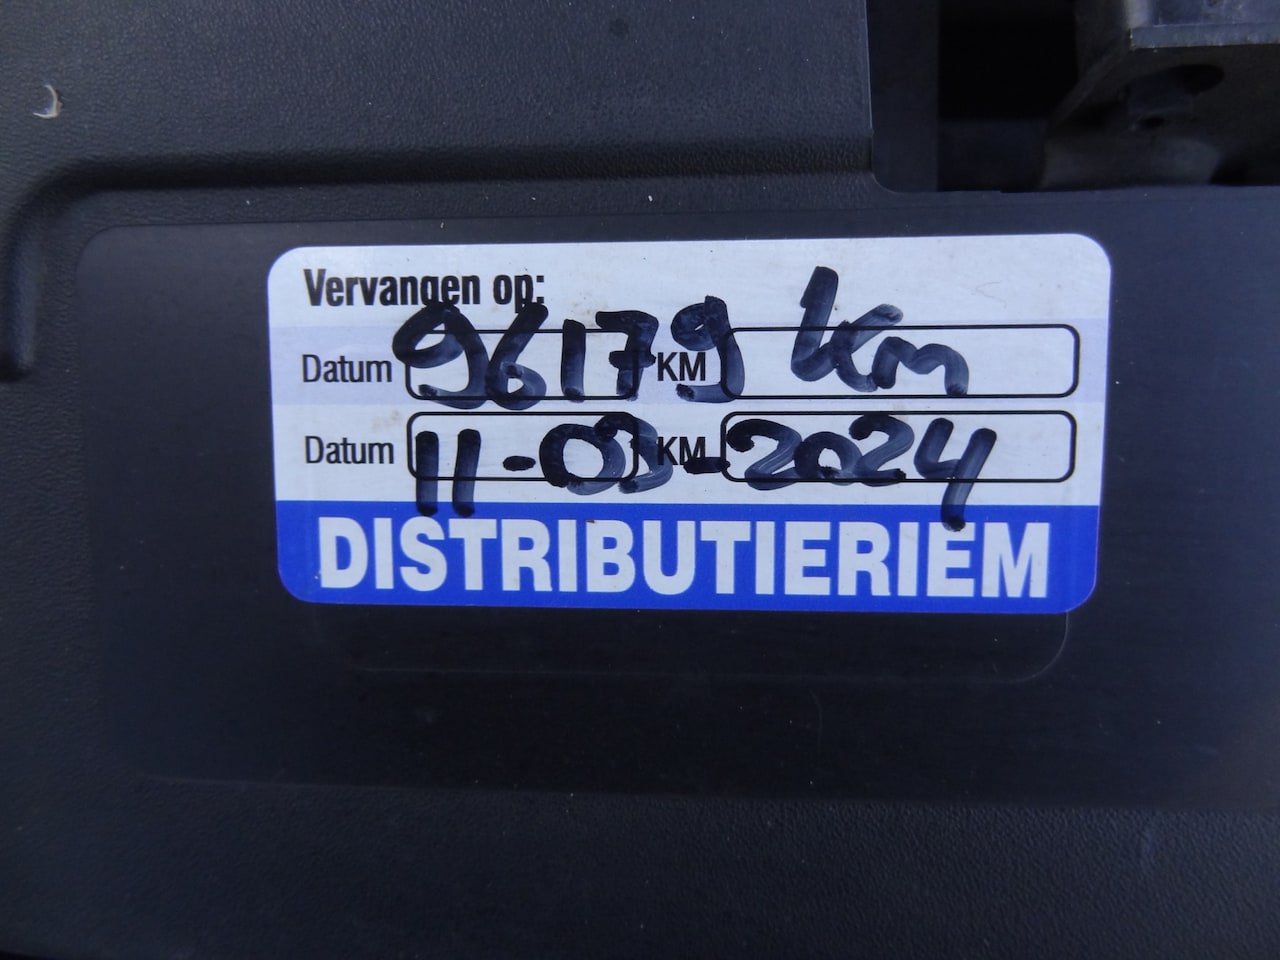 Vervangen op:
Datum 96179 KM Km
Datum 11-03 KM -2024
DISTRIBUTIERIEM